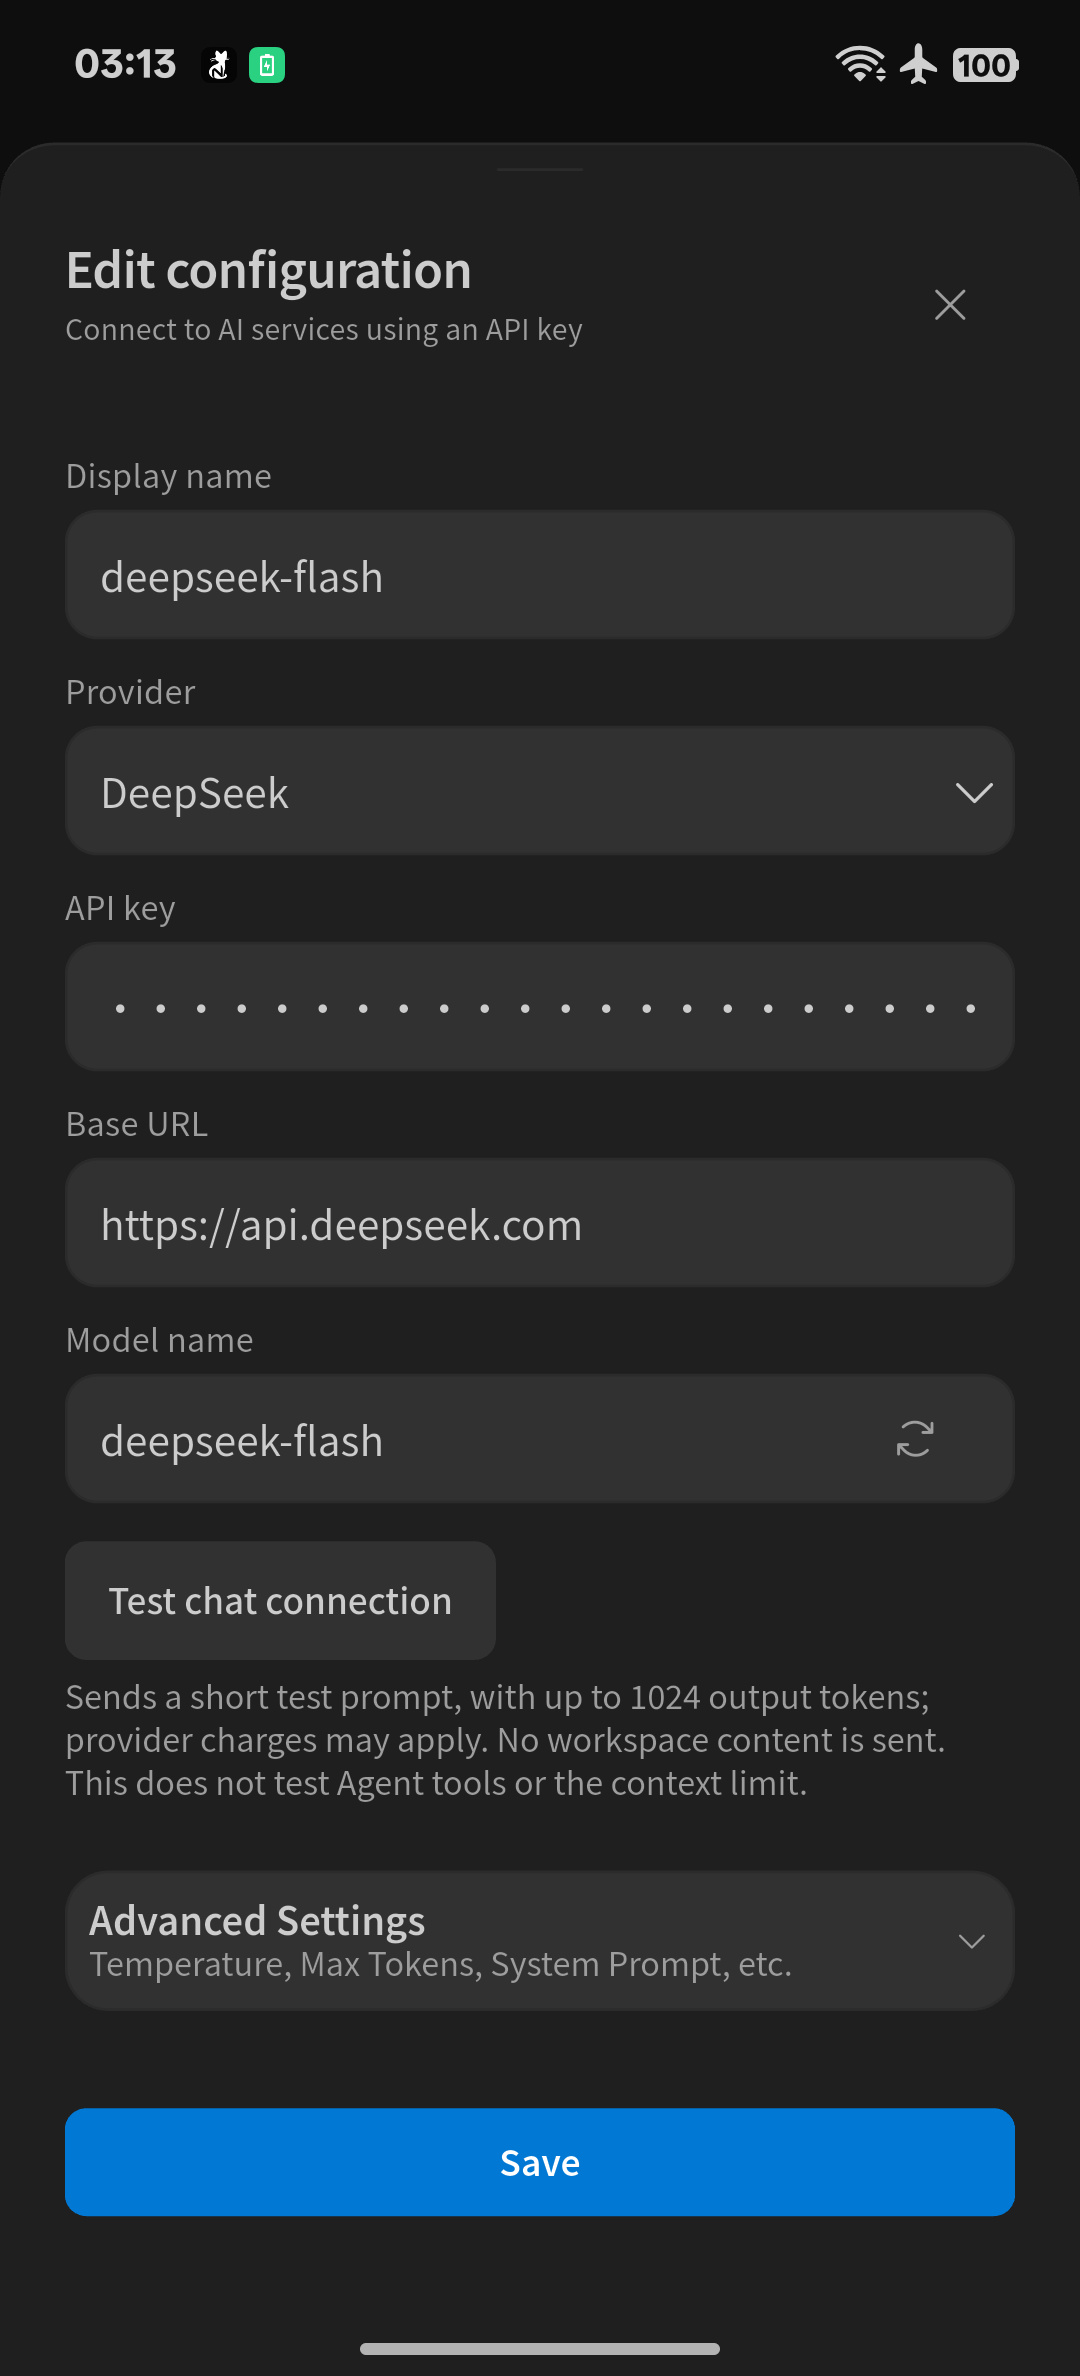 03:13
100
Edit configuration
Connect to AI services using an API key
Display name
deepseek-flash
Provider
DeepSeek
API key
Base URL
https://api.deepseek.com
Model name
deepseek-flash
Test chat connection
Sends a short test prompt, with up to 1024 output tokens;
provider charges may apply. No workspace content is sent.
This does not test Agent tools or the context limit.
Advanced Settings
Temperature, Max Tokens, System Prompt, etc.
Save